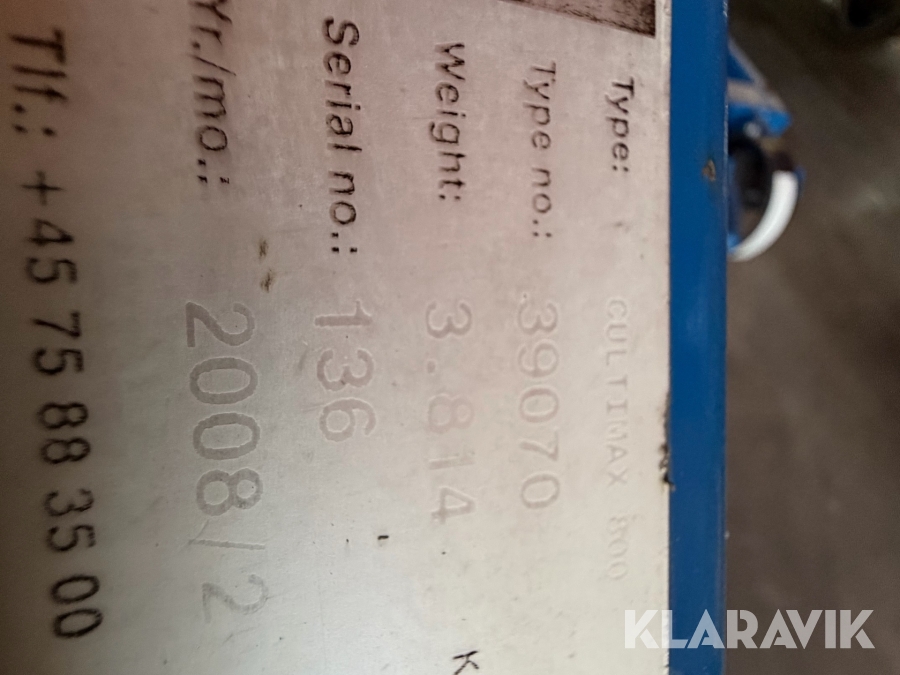 Type: CULTIMAX 800
Type no.: 39070
Weight: 3.814
Serial no.: 136
Yr./mo.: 2008/2
Tlf.: +45 75 88 35 00
K
KLARAVIK